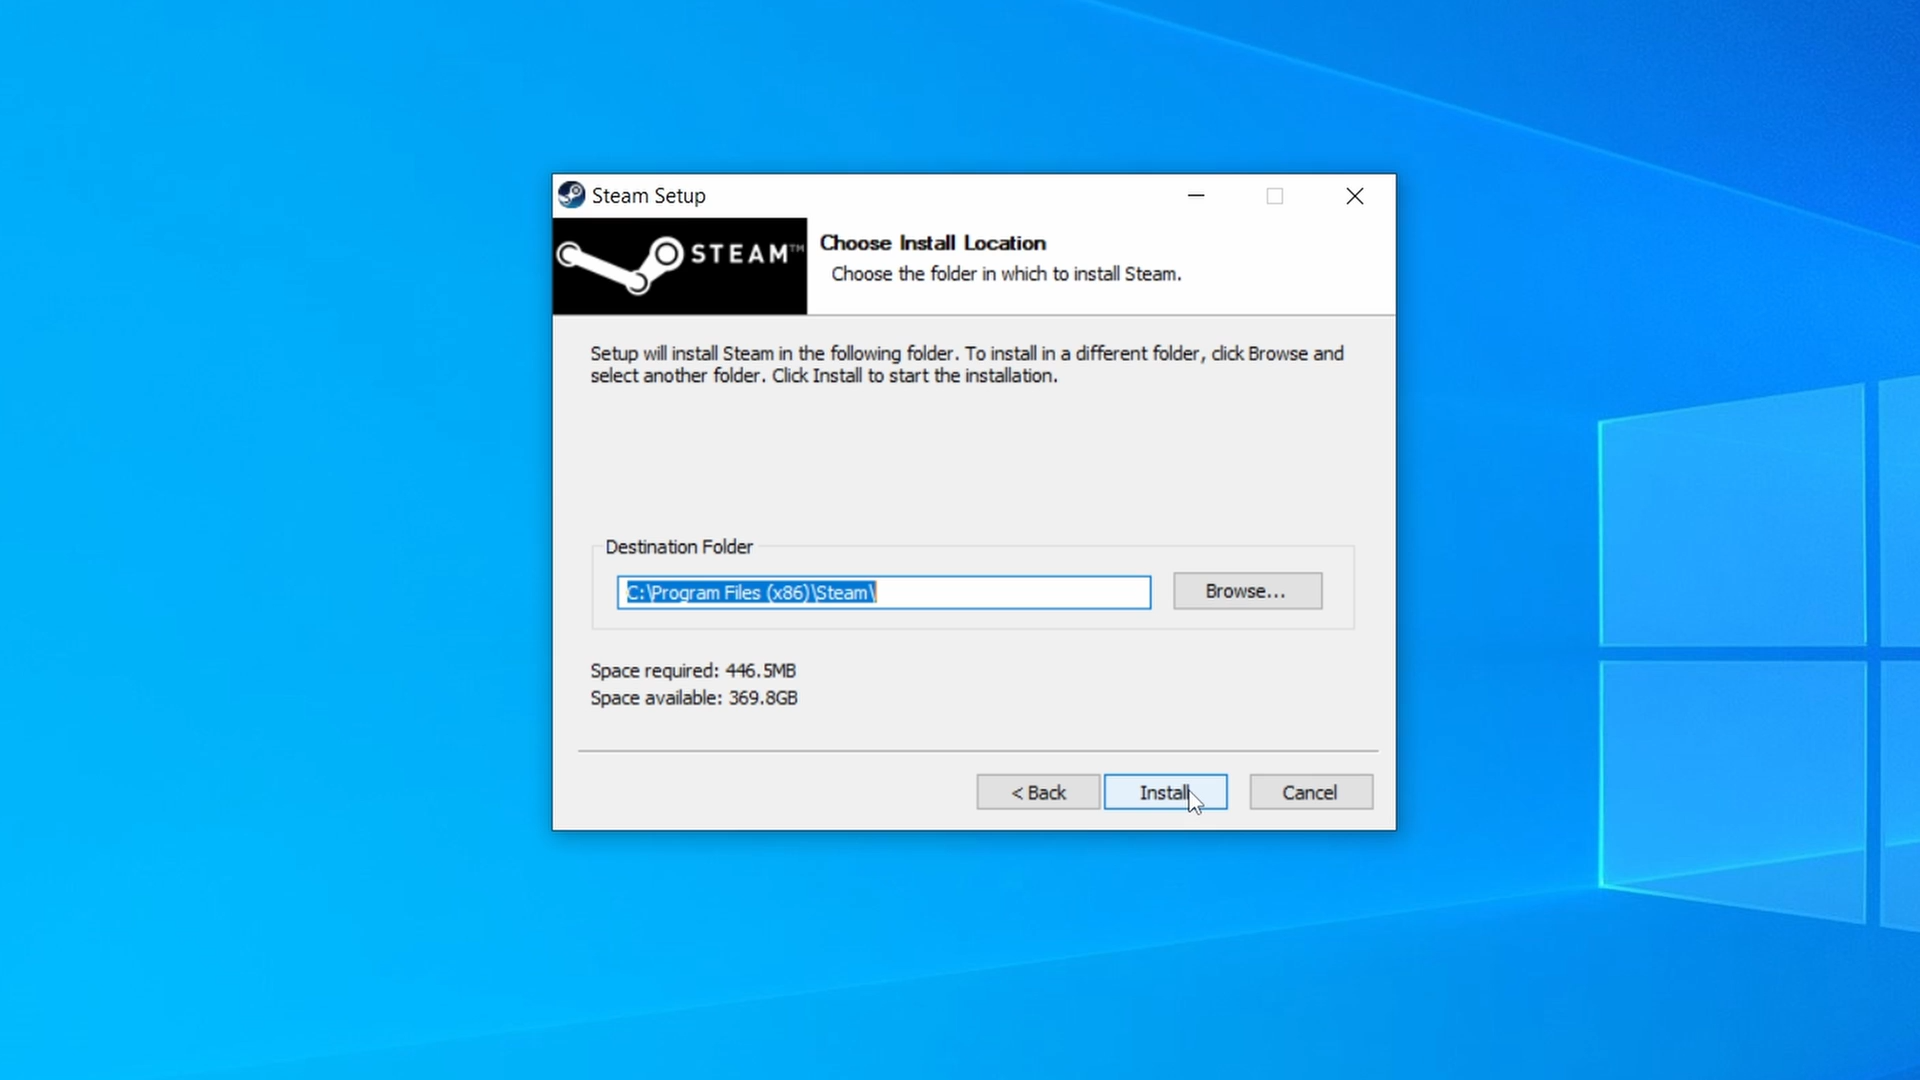 Steam Setup
STEAM™
Choose Install Location
Choose the folder in which to install Steam.
Setup will install Steam in the following folder. To install in a different folder, click Browse and
select another folder. Click Install to start the installation.
Destination Folder
C:\Program Files (x86)\Steam\
Browse...
Space required: 446.5MB
Space available: 369.8GB
< Back
Install
Cancel